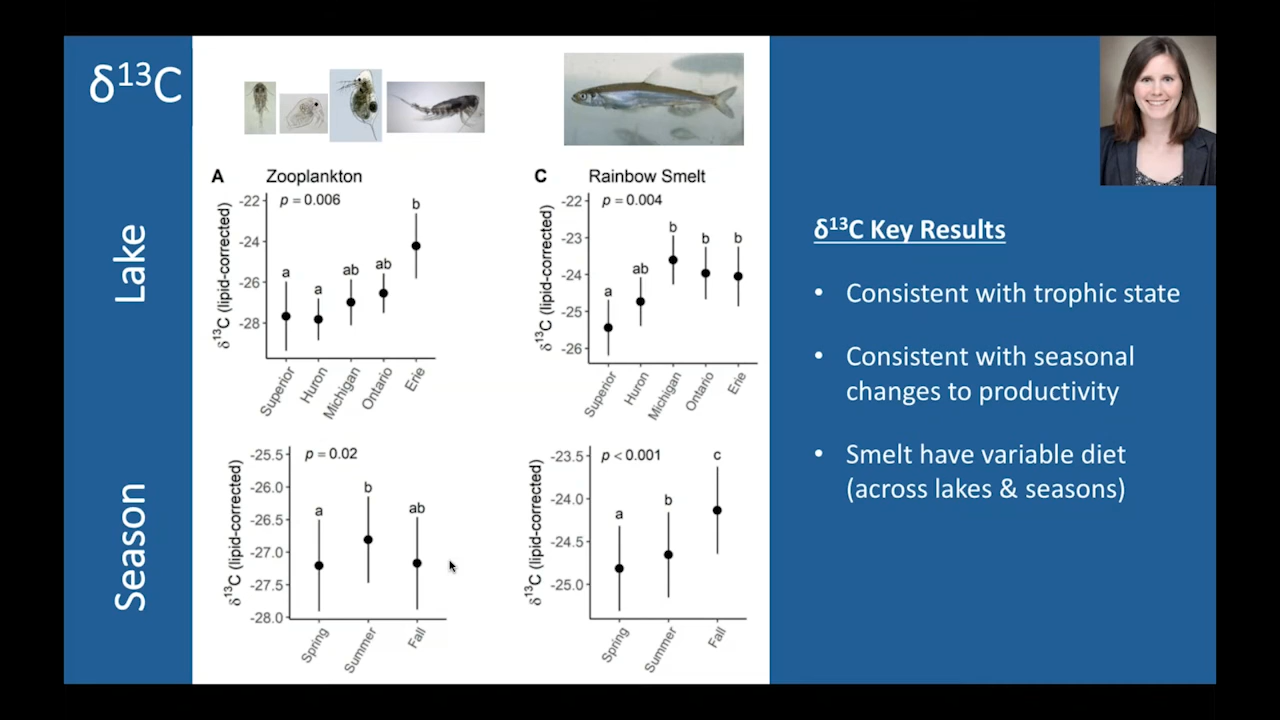 δ¹³C
Lake
Season
A Zooplankton
p = 0.006
δ¹³C (lipid-corrected)
-22
-24
-26
-28
a
a
ab
ab
b
Superior
Huron
Michigan
Ontario
Erie
C Rainbow Smelt
p = 0.004
δ¹³C (lipid-corrected)
-22
-23
-24
-25
-26
a
ab
b
b
b
Superior
Huron
Michigan
Ontario
Erie
p = 0.02
δ¹³C (lipid-corrected)
-25.5
-26.0
-26.5
-27.0
-27.5
-28.0
a
b
ab
Spring
Summer
Fall
p < 0.001
δ¹³C (lipid-corrected)
-23.5
-24.0
-24.5
-25.0
a
b
c
Spring
Summer
Fall
δ¹³C Key Results
• Consistent with trophic state
• Consistent with seasonal
changes to productivity
• Smelt have variable diet
(across lakes & seasons)